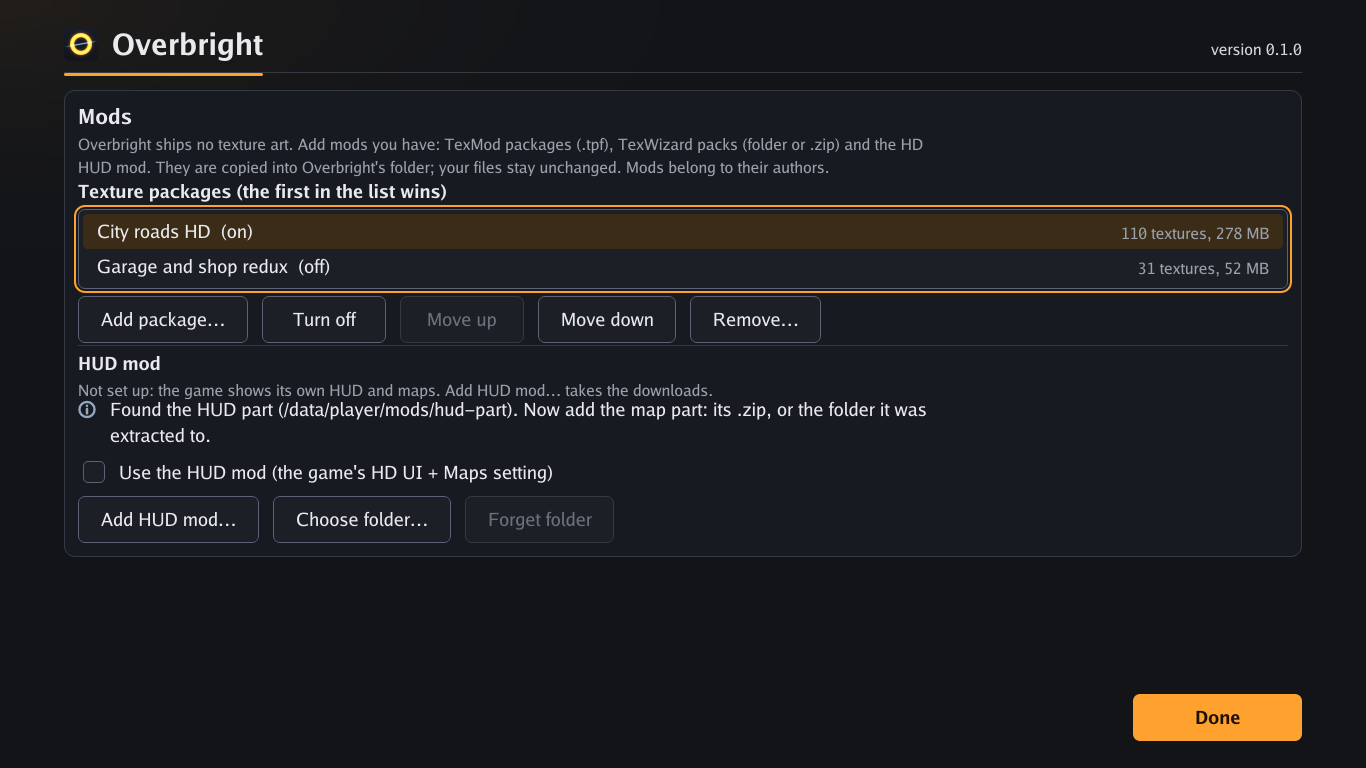 Overbright
version 0.1.0
Mods
Overbright ships no texture art. Add mods you have: TexMod packages (.tpf), TexWizard packs (folder or .zip) and the HD
HUD mod. They are copied into Overbright's folder; your files stay unchanged. Mods belong to their authors.
Texture packages (the first in the list wins)
City roads HD (on)
110 textures, 278 MB
Garage and shop redux (off)
31 textures, 52 MB
Add package…
Turn off
Move up
Move down
Remove…
HUD mod
Not set up: the game shows its own HUD and maps. Add HUD mod… takes the downloads.
Found the HUD part (/data/player/mods/hud-part). Now add the map part: its .zip, or the folder it was
extracted to.
Use the HUD mod (the game's HD UI + Maps setting)
Add HUD mod…
Choose folder…
Forget folder
Done